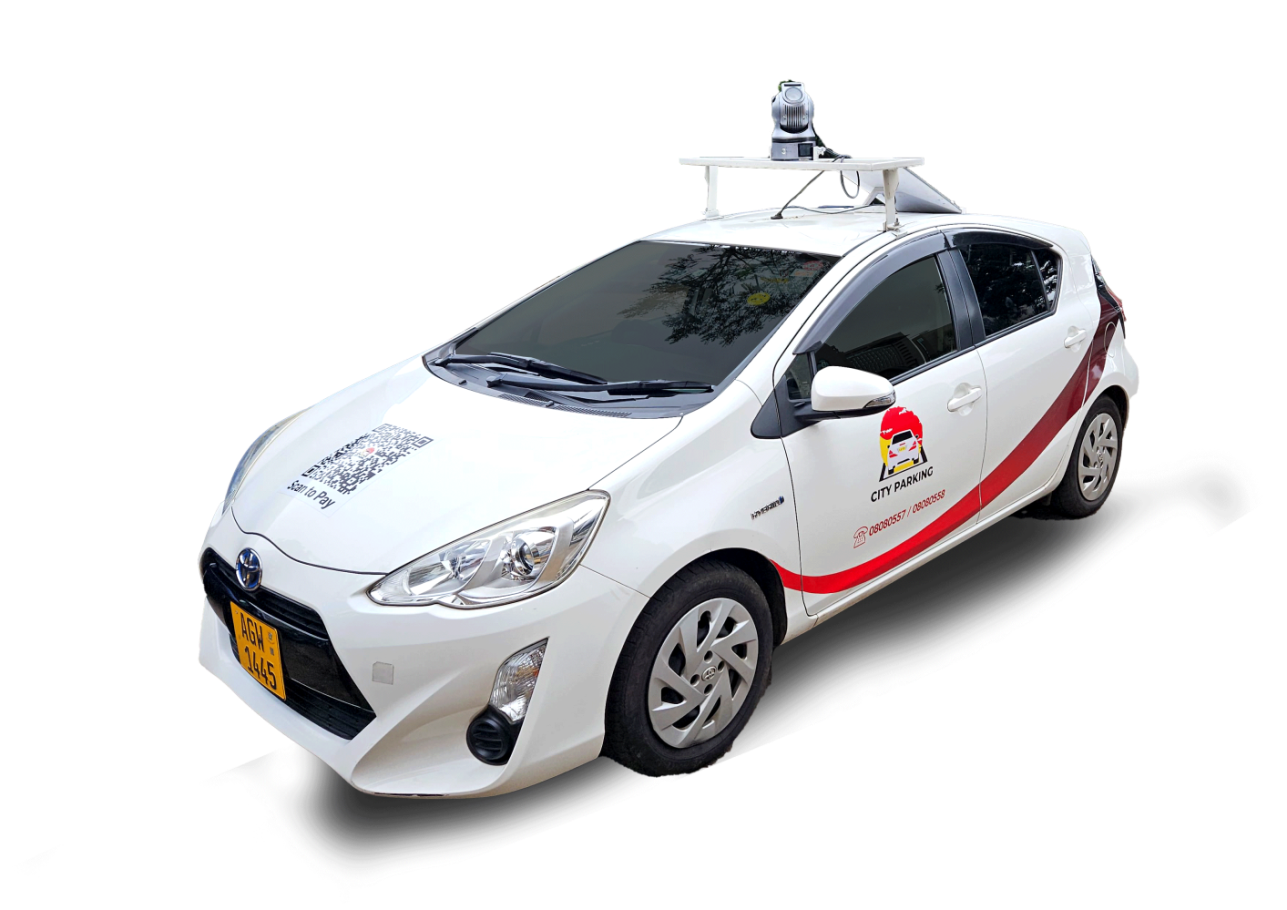 Scan to Pay
AGW
1445
HYBRID
CITY PARKING
08080557 / 08080558